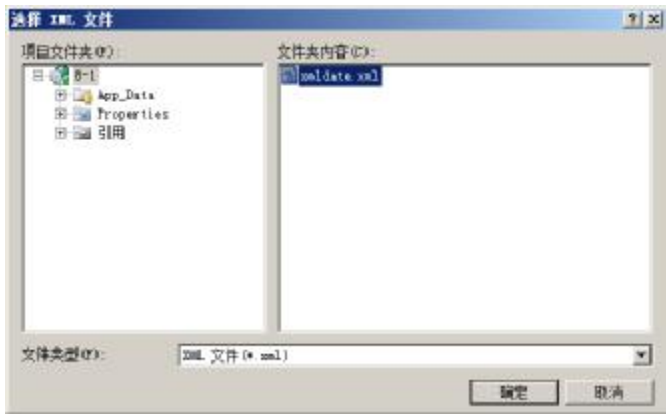 选择 XML 文件
项目文件夹(P):
8-1
App_Data
Properties
引用
文件夹内容(C):
xmldate.xml
文件类型(T):
XML 文件(*.xml)
确定
取消